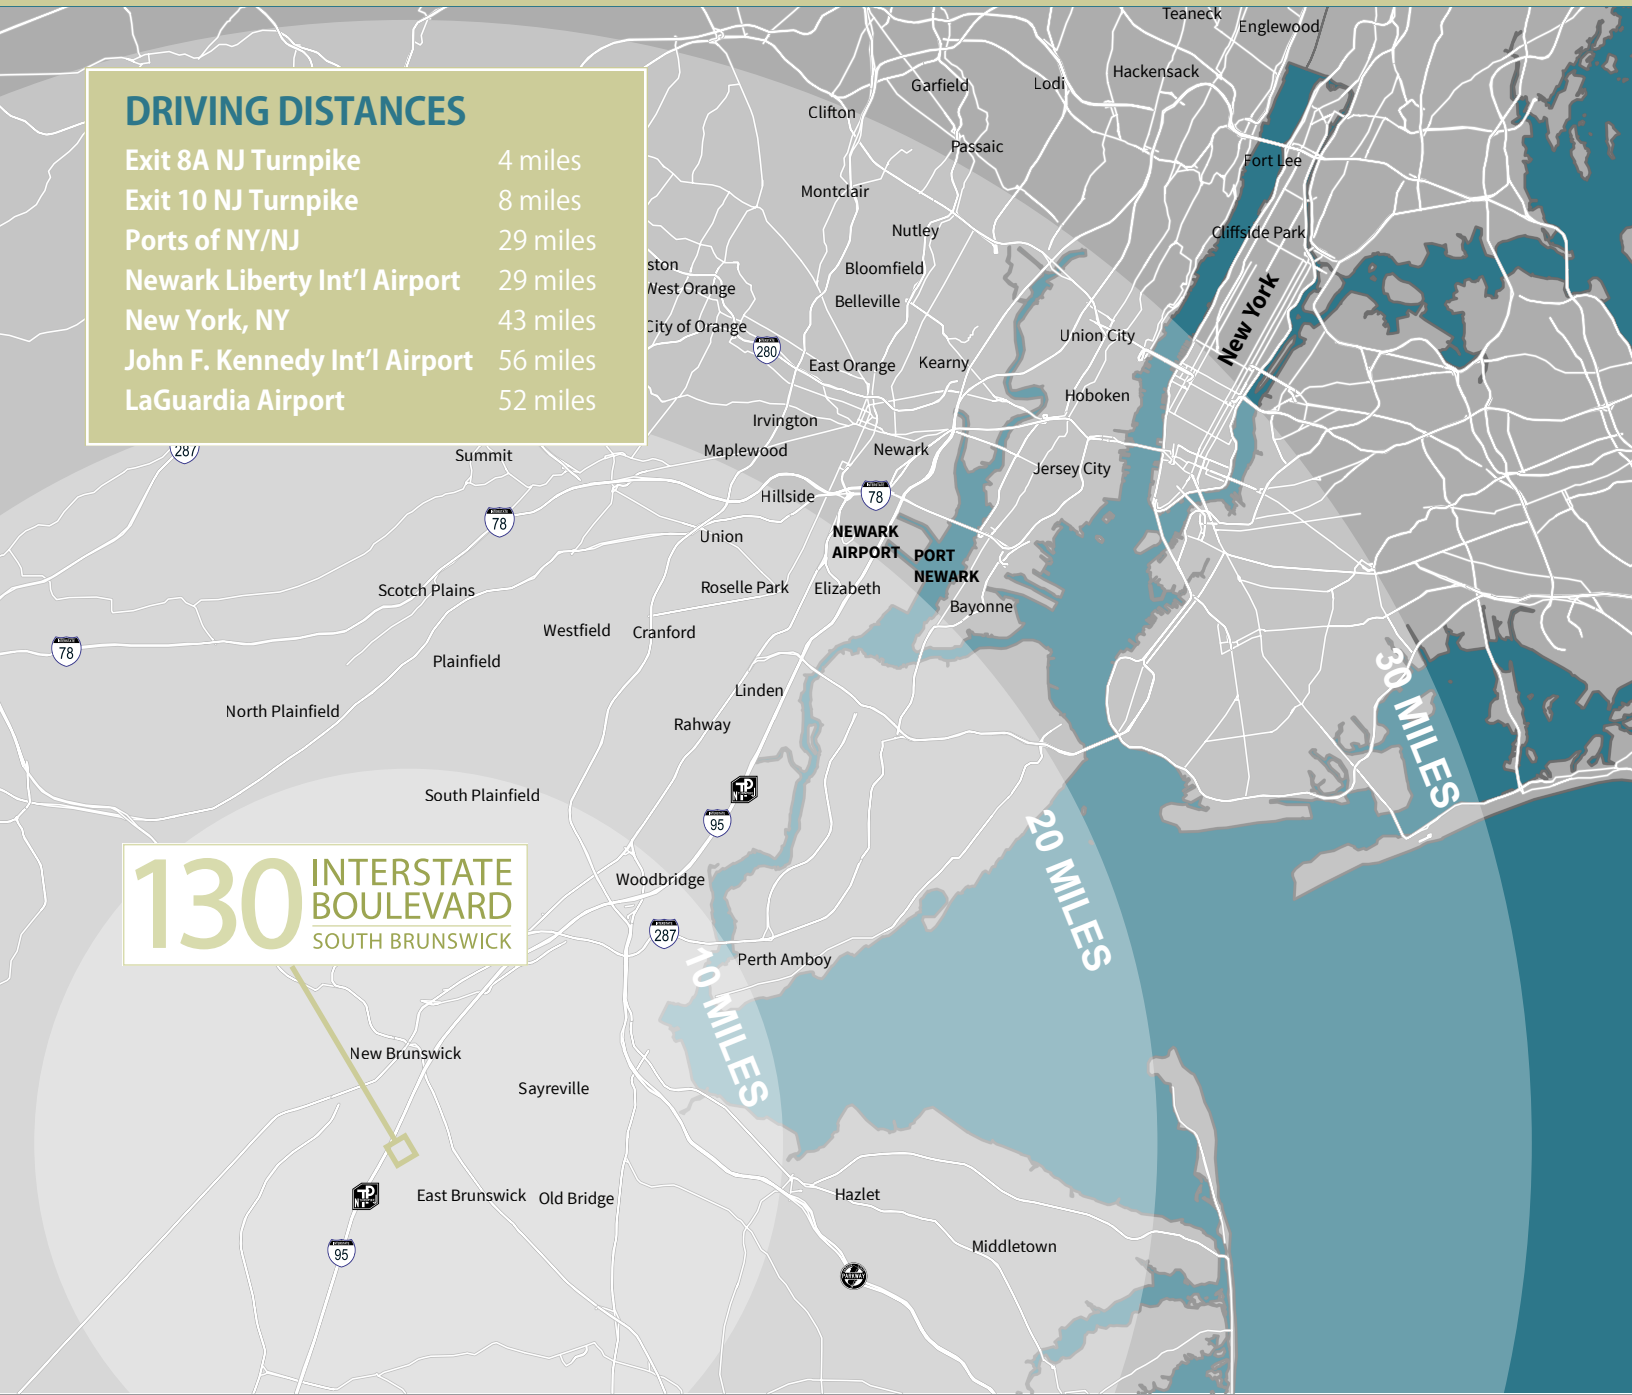 Teaneck
Englewood
DRIVING DISTANCES
Exit 8A NJ Turnpike 4 miles
Exit 10 NJ Turnpike 8 miles
Ports of NY/NJ 29 miles
Newark Liberty Int'l Airport 29 miles
New York, NY 43 miles
John F. Kennedy Int'l Airport 56 miles
LaGuardia Airport 52 miles
Hackensack
Lodi
Garfield
Clifton
Passaic
Fort Lee
Montclair
Nutley
Cliffside Park
ston
Bloomfield
West Orange
Belleville
New York
City of Orange
Union City
280
East Orange
Kearny
Hoboken
Irvington
Maplewood
Newark
287
Summit
Jersey City
Hillside
78
78
NEWARK
AIRPORT
Union
PORT
NEWARK
Scotch Plains
Roselle Park
Elizabeth
Bayonne
Westfield
Cranford
78
Plainfield
30 MILES
Linden
North Plainfield
Rahway
South Plainfield
TP
95
20 MILES
130 INTERSTATE
BOULEVARD
SOUTH BRUNSWICK
Woodbridge
287
Perth Amboy
10 MILES
New Brunswick
Sayreville
TP
East Brunswick
Old Bridge
Hazlet
95
Middletown
PARKWAY